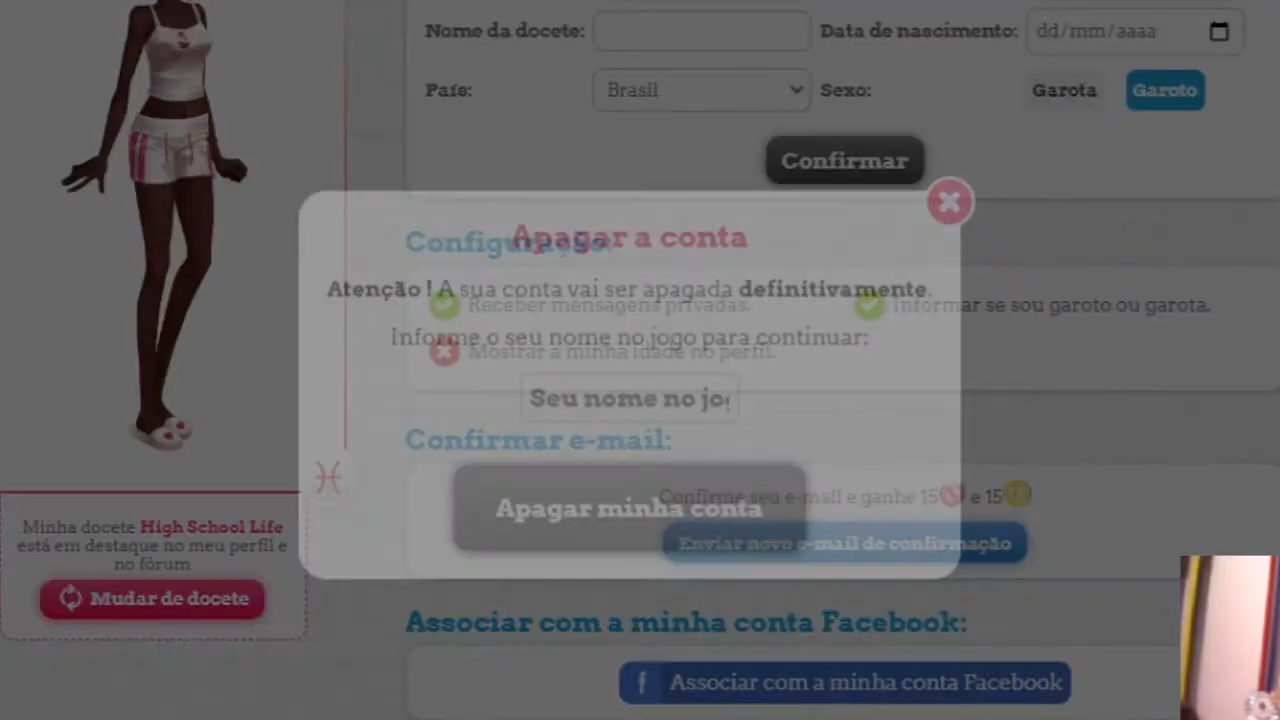 Nome da docete:
Data de nascimento: dd/mm/aaaa
País: Brasil
Sexo: Garota Garoto
Confirmar
Configuração:
Apagar a conta
Atenção ! A sua conta vai ser apagada definitivamente.
Receber mensagens privadas.
Informar se sou garoto ou garota.
Informe o seu nome no jogo para continuar:
Mostrar a minha idade no perfil.
Seu nome no jo
Confirmar e-mail:
Confirme seu e-mail e ganhe 15 e 15
Apagar minha conta
Enviar novo e-mail de confirmação
Minha docete High School Life
está em destaque no meu perfil e
no fórum
Mudar de docete
Associar com a minha conta Facebook:
f Associar com a minha conta Facebook